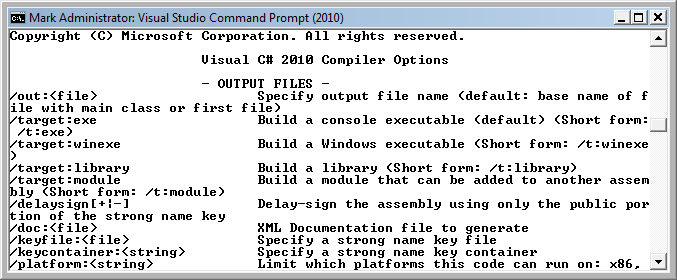 Mark Administrator: Visual Studio Command Prompt (2010)
Copyright (C) Microsoft Corporation. All rights reserved.
Visual C# 2010 Compiler Options
- OUTPUT FILES -
/out:<file> Specify output file name (default: base name of f
ile with main class or first file)
/target:exe Build a console executable (default) (Short form:
/t:exe)
/target:winexe Build a Windows executable (Short form: /t:winexe
)
/target:library Build a library (Short form: /t:library)
/target:module Build a module that can be added to another assem
bly (Short form: /t:module)
/delaysign[+|-] Delay-sign the assembly using only the public por
tion of the strong name key
/doc:<file> XML Documentation file to generate
/keyfile:<file> Specify a strong name key file
/keycontainer:<string> Specify a strong name key container
/platform:<string> Limit which platforms this code can run on: x86,